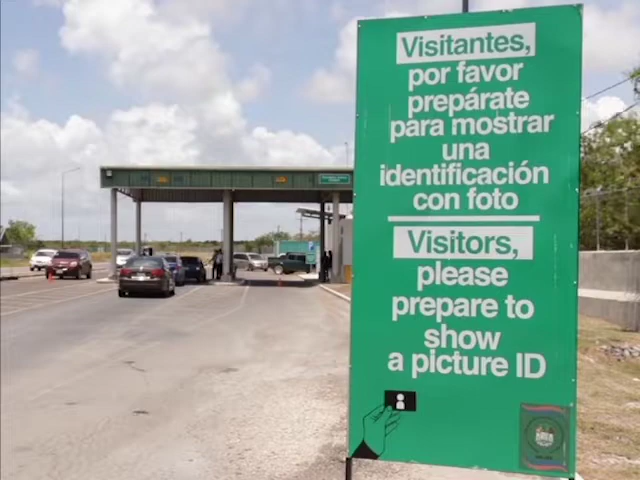 Visitantes,
por favor
prepárate
para mostrar
una
identificación
con foto
Visitors,
please
prepare to
show
a picture ID